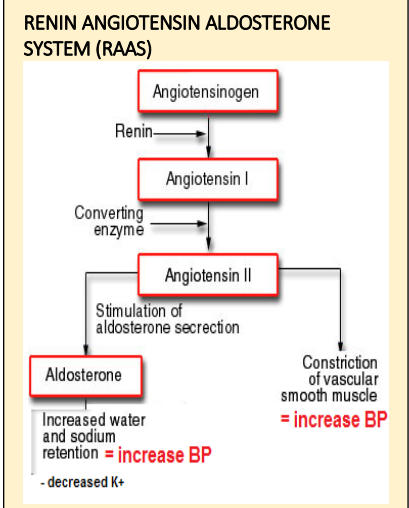 RENIN ANGIOTENSIN ALDOSTERONE
SYSTEM (RAAS)
Angiotensinogen
Renin
Angiotensin I
Converting
enzyme
Angiotensin II
Stimulation of
aldosterone secrection
Aldosterone
Increased water
and sodium
retention = increase BP
- decreased K+
Constriction
of vascular
smooth muscle
= increase BP